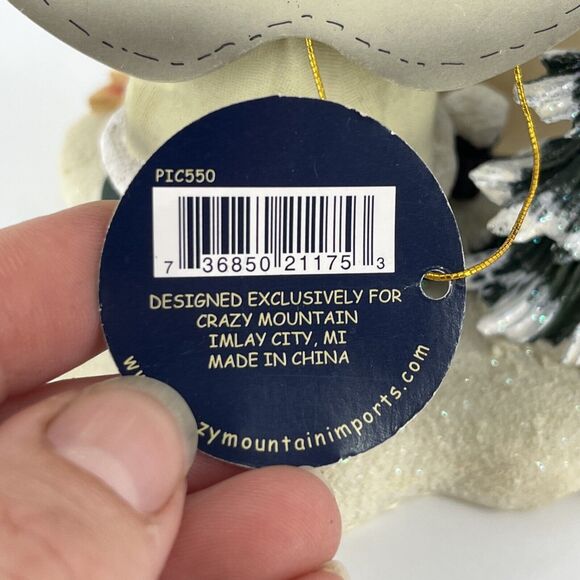 PIC550
7 36850 21175 3
DESIGNED EXCLUSIVELY FOR
CRAZY MOUNTAIN
IMLAY CITY, MI
MADE IN CHINA
zymountainimports.com